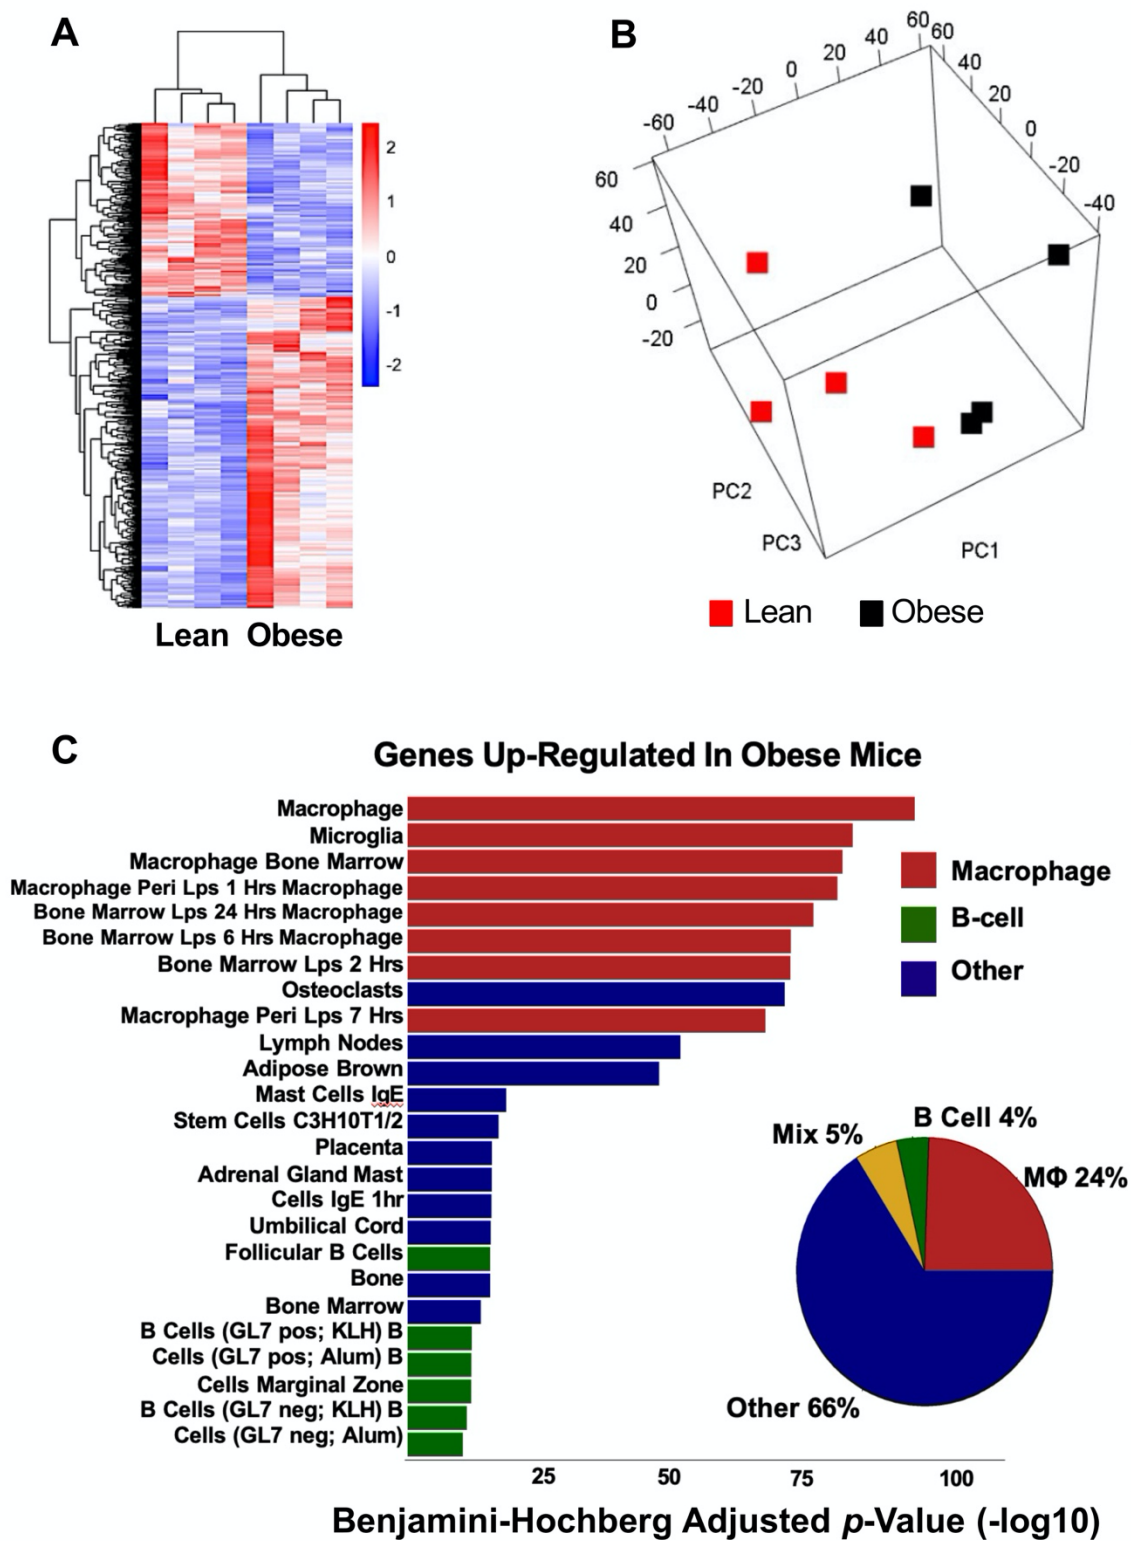 A
2
1
0
-1
-2
Lean Obese
B
-60 -40 -20 0 20 40 60
60 40 20 0 -20 -40
60
40
20
0
-20
PC2
PC3
PC1
Lean Obese
C
Genes Up-Regulated In Obese Mice
Macrophage
Microglia
Macrophage Bone Marrow
Macrophage Peri Lps 1 Hrs Macrophage
Bone Marrow Lps 24 Hrs Macrophage
Bone Marrow Lps 6 Hrs Macrophage
Bone Marrow Lps 2 Hrs
Osteoclasts
Macrophage Peri Lps 7 Hrs
Lymph Nodes
Adipose Brown
Mast Cells IgE
Stem Cells C3H10T1/2
Placenta
Adrenal Gland Mast
Cells IgE 1hr
Umbilical Cord
Follicular B Cells
Bone
Bone Marrow
B Cells (GL7 pos; KLH) B
Cells (GL7 pos; Alum) B
Cells Marginal Zone
B Cells (GL7 neg; KLH) B
Cells (GL7 neg; Alum)
Macrophage
B-cell
Other
Mix 5%
B Cell 4%
MΦ 24%
Other 66%
25 50 75 100
Benjamini-Hochberg Adjusted p-Value (-log10)